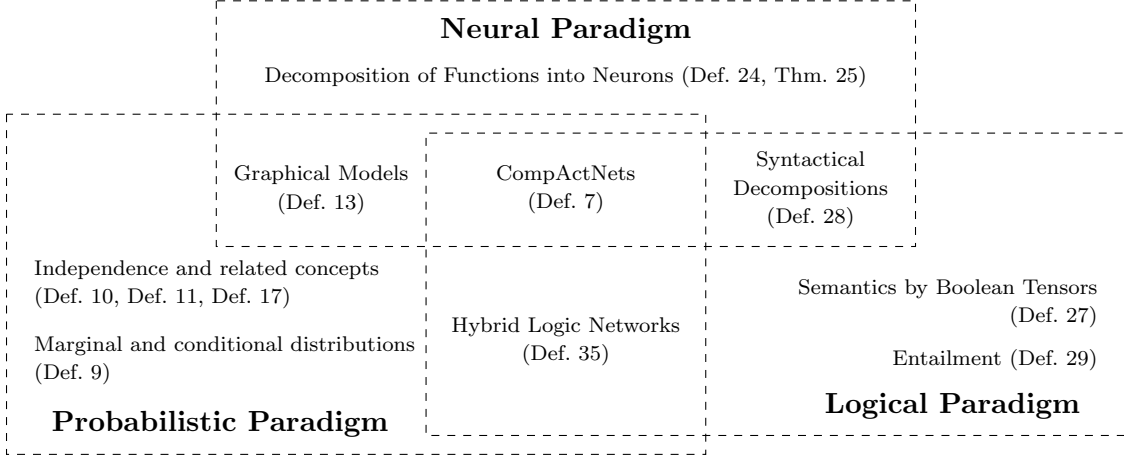 Neural Paradigm
Decomposition of Functions into Neurons (Def. 24, Thm. 25)
Graphical Models
(Def. 13)
CompActNets
(Def. 7)
Syntactical
Decompositions
(Def. 28)
Independence and related concepts
(Def. 10, Def. 11, Def. 17)
Marginal and conditional distributions
(Def. 9)
Probabilistic Paradigm
Hybrid Logic Networks
(Def. 35)
Semantics by Boolean Tensors
(Def. 27)
Entailment (Def. 29)
Logical Paradigm